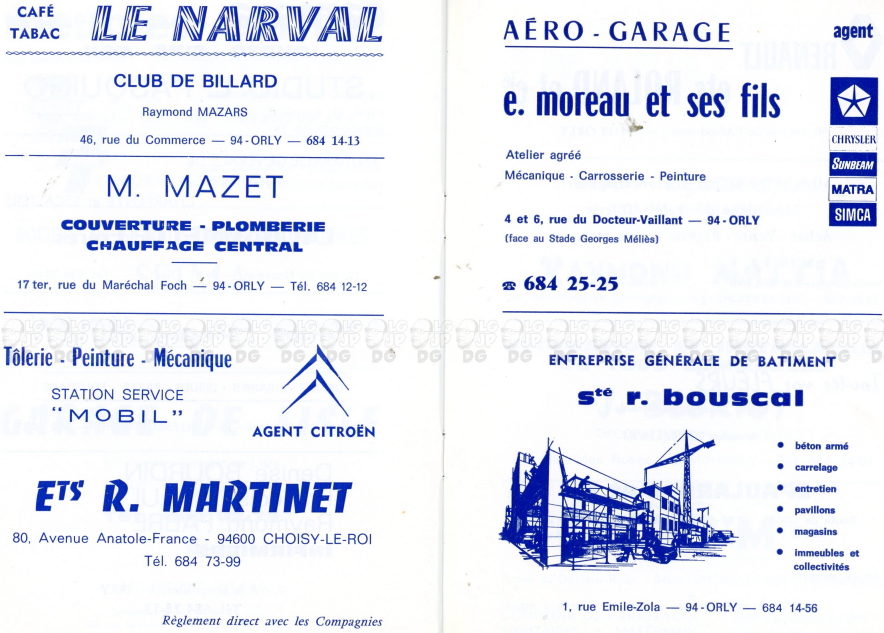 CAFÉ
TABAC
LE NARVAL
CLUB DE BILLARD
Raymond MAZARS
46, rue du Commerce — 94-ORLY — 684 14-13
M. MAZET
COUVERTURE - PLOMBERIE
CHAUFFAGE CENTRAL
17 ter, rue du Maréchal Foch — 94-ORLY — Tél. 684 12-12
Tôlerie - Peinture - Mécanique
STATION SERVICE
"MOBIL"
AGENT CITROËN
ETS R. MARTINET
80, Avenue Anatole-France - 94600 CHOISY-LE-ROI
Tél. 684 73-99
Règlement direct avec les Compagnies
AÉRO - GARAGE
agent
e. moreau et ses fils
CHRYSLER
SUNBEAM
MATRA
SIMCA
Atelier agréé
Mécanique - Carrosserie - Peinture
4 et 6, rue du Docteur-Vaillant — 94-ORLY
(face au Stade Georges Méliès)
☎ 684 25-25
ENTREPRISE GÉNÉRALE DE BATIMENT
sté r. bouscal
• béton armé
• carrelage
• entretien
• pavillons
• magasins
• immeubles et
collectivités
1, rue Emile-Zola — 94-ORLY — 684 14-56